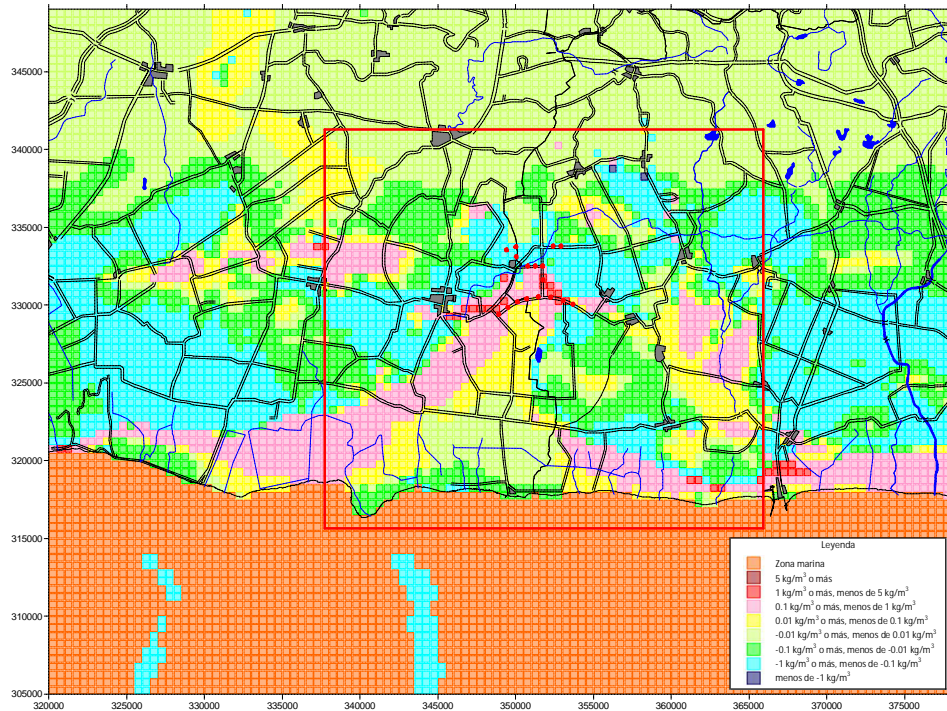 345000
340000
335000
330000
325000
320000
315000
310000
305000
320000 325000 330000 335000 340000 345000 350000 355000 360000 365000 370000 375000
Leyenda
Zona marina
5 kg/m³ o más
1 kg/m³ o más, menos de 5 kg/m³
0.1 kg/m³ o más, menos de 1 kg/m³
0.01 kg/m³ o más, menos de 0.1 kg/m³
-0.01 kg/m³ o más, menos de 0.01 kg/m³
-0.1 kg/m³ o más, menos de -0.01 kg/m³
-1 kg/m³ o más, menos de -0.1 kg/m³
menos de -1 kg/m³